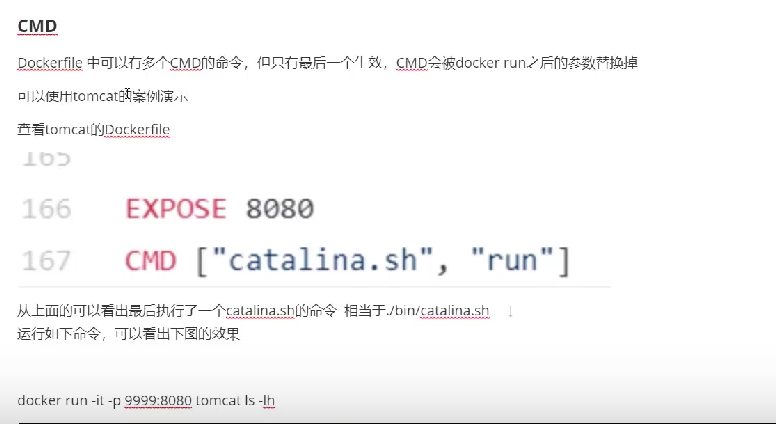 CMD
Dockerfile 中可以有多个CMD的命令，但只有最后一个生效，CMD会被docker run之后的参数替换掉
可以使用tomcat的案例演示
查看tomcat的Dockerfile
165
166 EXPOSE 8080
167 CMD ["catalina.sh", "run"]
从上面的可以看出最后执行了一个catalina.sh的命令 相当于./bin/catalina.sh ↓
运行如下命令，可以看出下图的效果
docker run -it -p 9999:8080 tomcat ls -lh